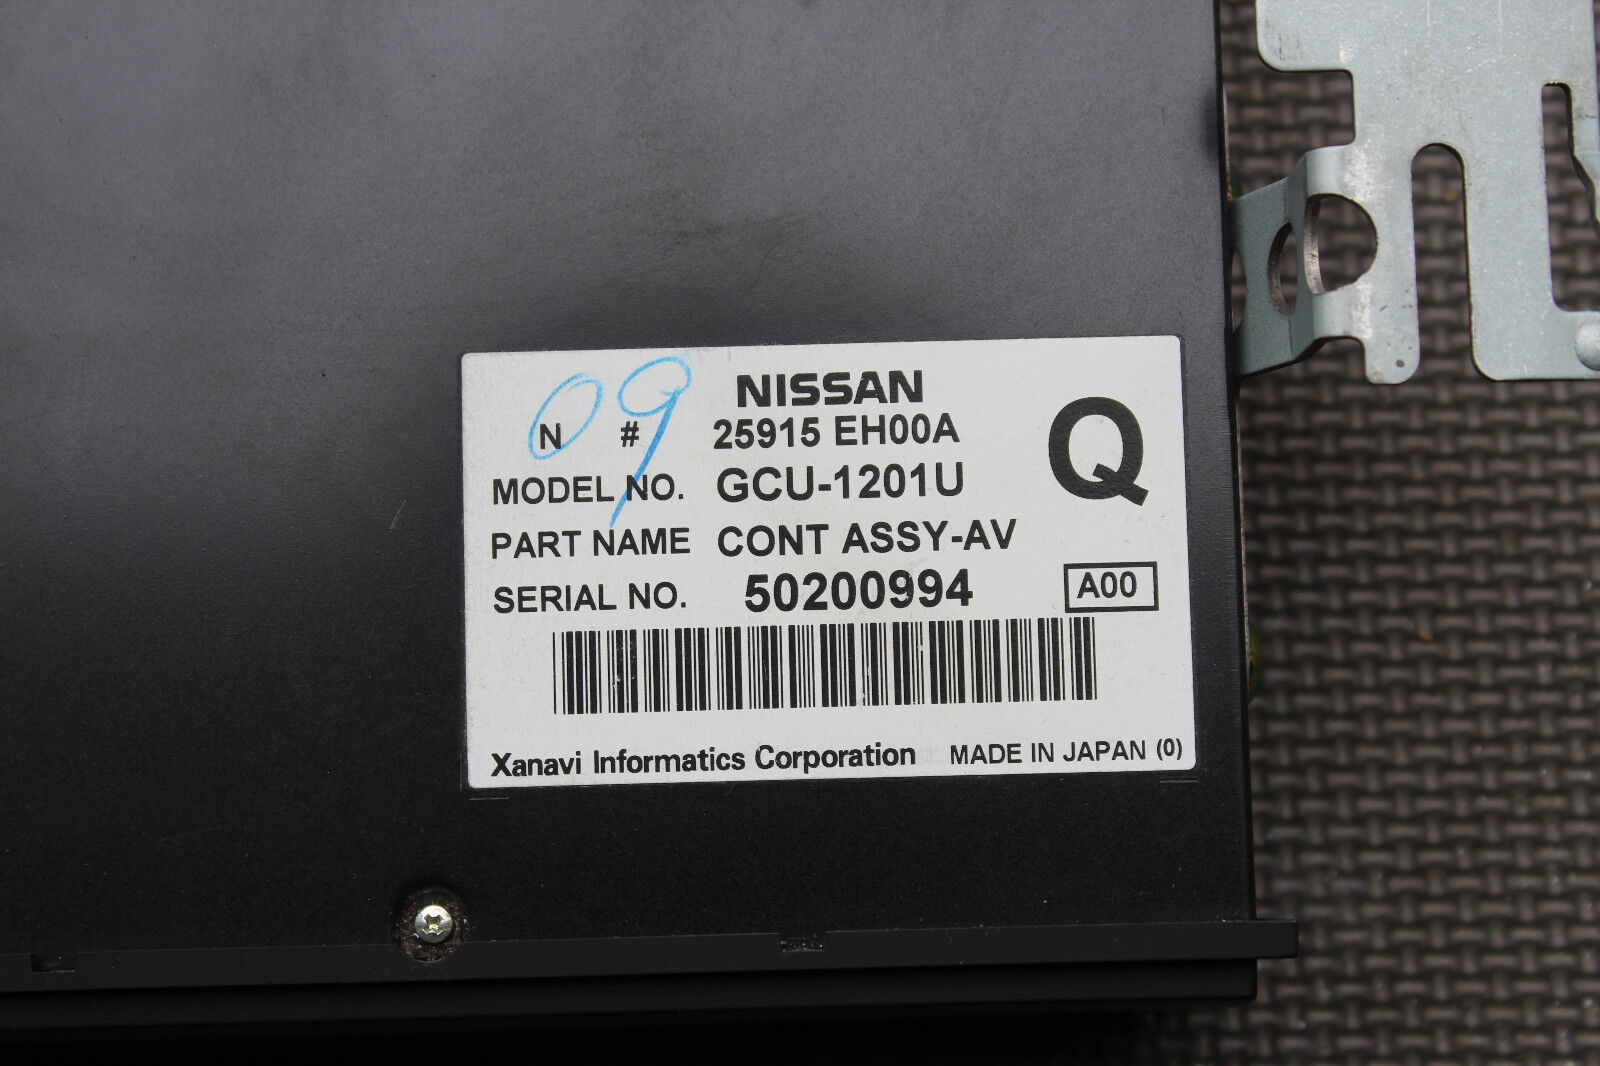 09
NISSAN
N # 25915 EH00A
Q
MODEL NO. GCU-1201U
PART NAME CONT ASSY-AV
SERIAL NO. 50200994 A00
Xanavi Informatics Corporation MADE IN JAPAN (0)